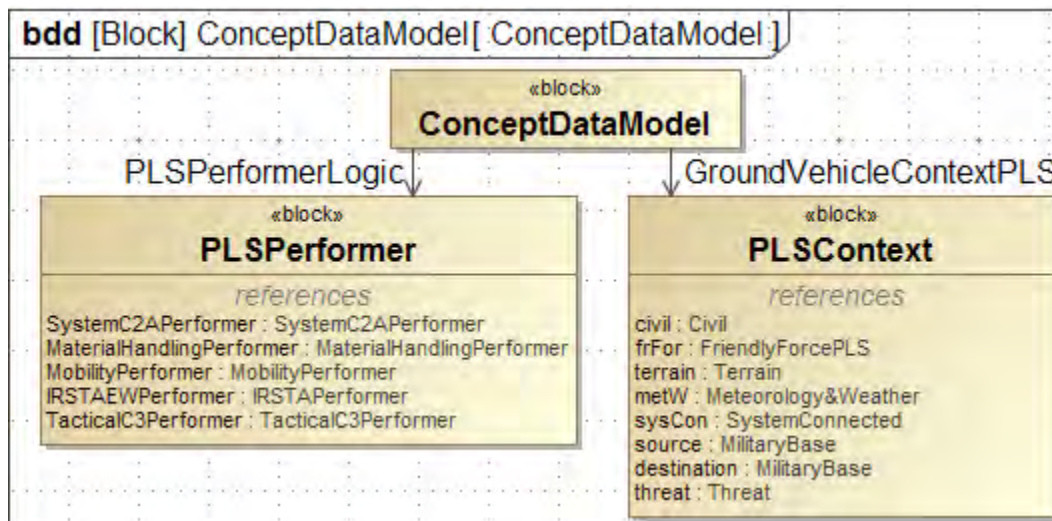 bdd [Block] ConceptDataModel[ ConceptDataModel ]
«block»
ConceptDataModel
PLSPerformerLogic
GroundVehicleContextPLS
«block»
PLSPerformer
references
SystemC2APerformer : SystemC2APerformer
MaterialHandlingPerformer : MaterialHandlingPerformer
MobilityPerformer : MobilityPerformer
IRSTAEWPerformer : IRSTAPerformer
TacticalC3Performer : TacticalC3Performer
«block»
PLSContext
references
civil : Civil
frFor : FriendlyForcePLS
terrain : Terrain
metW : Meteorology&Weather
sysCon : SystemConnected
source : MilitaryBase
destination : MilitaryBase
threat : Threat